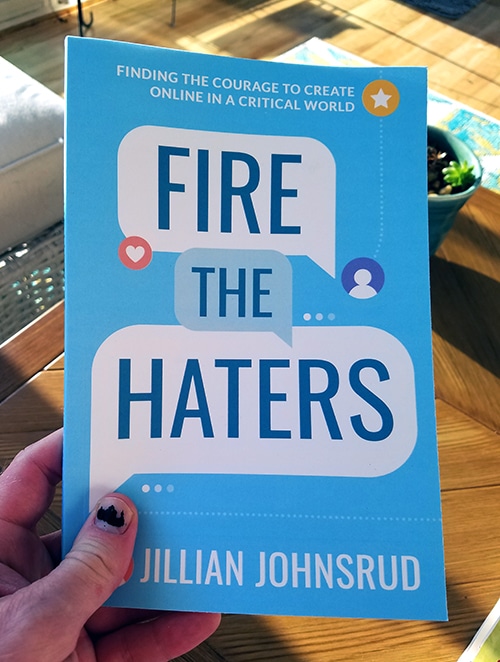 FINDING THE COURAGE TO CREATE
ONLINE IN A CRITICAL WORLD
FIRE
THE
HATERS
JILLIAN JOHNSRUD